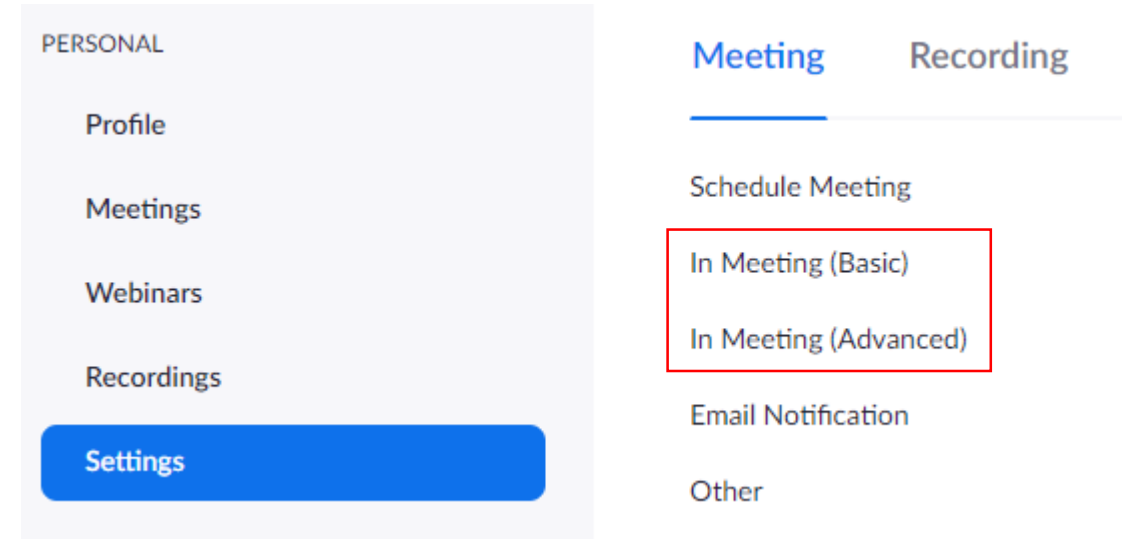 PERSONAL
Profile
Meetings
Webinars
Recordings
Settings
Meeting Recording
Schedule Meeting
In Meeting (Basic)
In Meeting (Advanced)
Email Notification
Other